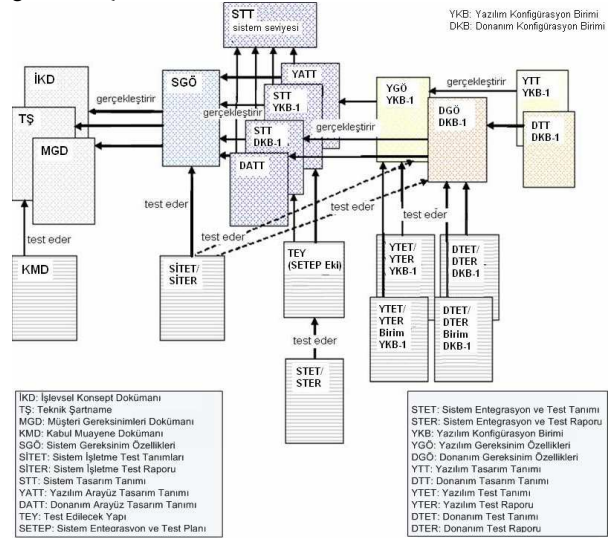 YKB: Yazılım Konfigürasyon Birimi
DKB: Donanım Konfigürasyon Birimi
STT
sistem seviyesi
İKD
TŞ
MGD
KMD
gerçekleştirir
test eder
SGÖ
gerçekleştirir
YATT
STT
YKB-1
STT
DKB-1
DATT
gerçekleştirir
YGÖ
YKB-1
DGÖ
DKB-1
gerçekleştirir
YTT
YKB-1
DTT
DKB-1
test eder
test eder
test eder
test eder
SİTET/
SİTER
TEY
(SETEP Eki)
test eder
STET/
STER
YTET/
YTER
YKB-1
DTET/
DTER
DKB-1
YTET/
YTER
Birim
YKB-1
DTET/
DTER
Birim
DKB-1
İKD: İşlevsel Konsept Dokümanı
TŞ: Teknik Şartname
MGD: Müşteri Gereksinimleri Dokümanı
KMD: Kabul Muayene Dokümanı
SGÖ: Sistem Gereksinim Özellikleri
SİTET: Sistem İşletme Test Tanımları
SİTER: Sistem İşletme Test Raporu
STT: Sistem Tasarım Tanımı
YATT: Yazılım Arayüz Tasarım Tanımı
DATT: Donanım Arayüz Tasarım Tanımı
TEY: Test Edilecek Yapı
SETEP: Sistem Entegrasyon ve Test Planı
STET: Sistem Entegrasyon ve Test Tanımı
STER: Sistem Entegrasyon ve Test Raporu
YKB: Yazılım Konfigürasyon Birimi
YGÖ: Yazılım Gereksinim Özellikleri
DGÖ: Donanım Gereksinim Özellikleri
YTT: Yazılım Tasarım Tanımı
DTT: Donanım Tasarım Tanımı
YTET: Yazılım Test Tanımı
YTER: Yazılım Test Raporu
DTET: Donanım Test Tanımı
DTER: Donanım Test Raporu